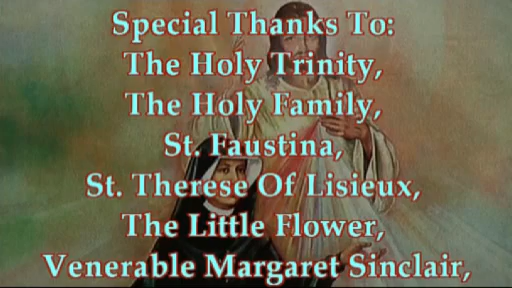 Special Thanks To:
The Holy Trinity,
The Holy Family,
St. Faustina,
St. Therese Of Lisieux,
The Little Flower,
Venerable Margaret Sinclair,